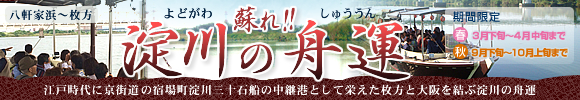 八軒家浜～枚方
蘇れ!!
よどがわ しゅううん
淀川の舟運
期間限定
春 3月下旬～4月中旬まで
秋 9月下旬～10月上旬まで
江戸時代に京街道の宿場町淀川三十石船の中継港として栄えた枚方と大阪を結ぶ淀川の舟運